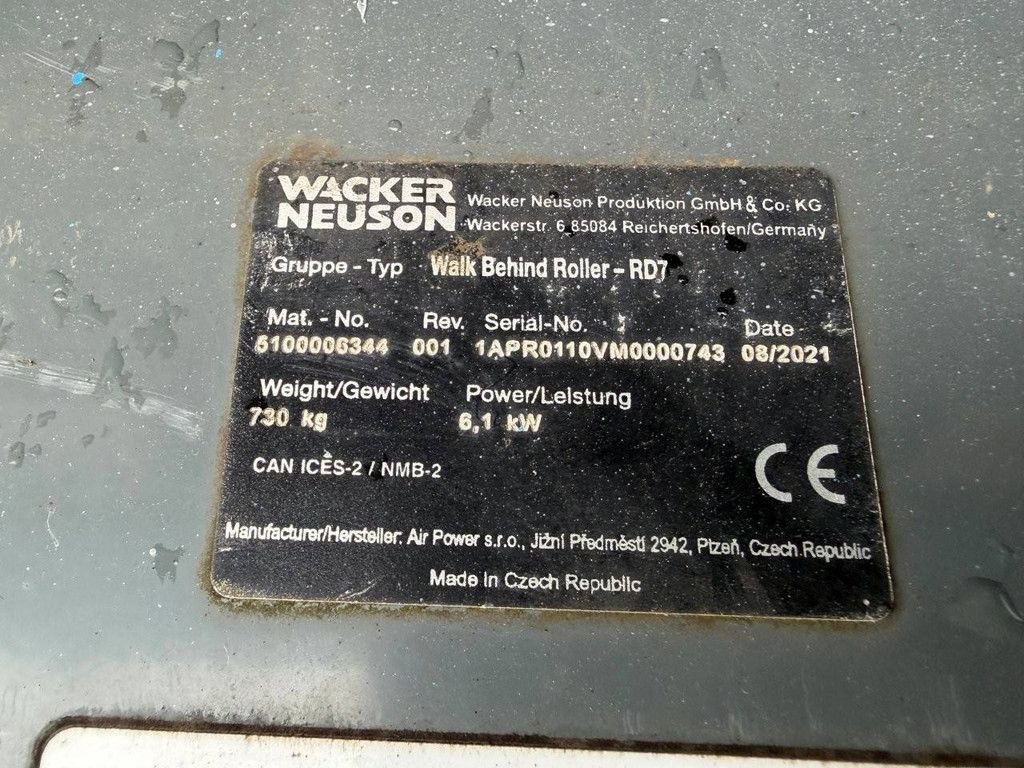 WACKER NEUSON
Wacker Neuson Produktion GmbH & Co. KG
Wackerstr. 6 85084 Reichertshofen/Germany
Gruppe - Typ Walk Behind Roller - RD7
Mat. - No. Rev. Serial-No. Date
5100006344 001 1APR0110VM0000743 08/2021
Weight/Gewicht Power/Leistung
730 kg 6,1 kW
CAN ICES-2 / NMB-2
CE
Manufacturer/Hersteller: Air Power s.r.o., Jižní Předměstí 2942, Plzeň, Czech Republic
Made in Czech Republic